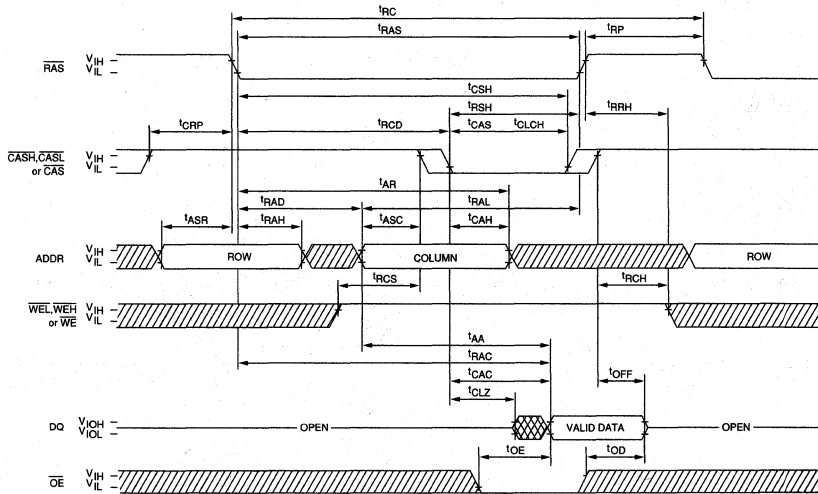 tRC
tRAS
tRP
RAS
VIH
VIL
tCSH
tRSH
tRRH
tCRP
tRCD
tCAS
tCLCH
CASH,CASL
or CAS
VIH
VIL
tAR
tRAD
tRAL
tASR
tRAH
tASC
tCAH
ADDR
VIH
VIL
ROW
COLUMN
ROW
tRCS
tRCH
WEL,WEH
or WE
VIH
VIL
tAA
tRAC
tCAC
tOFF
tCLZ
DQ
VIOH
VIOL
OPEN
VALID DATA
OPEN
tOE
tOD
OE
VIH
VIL